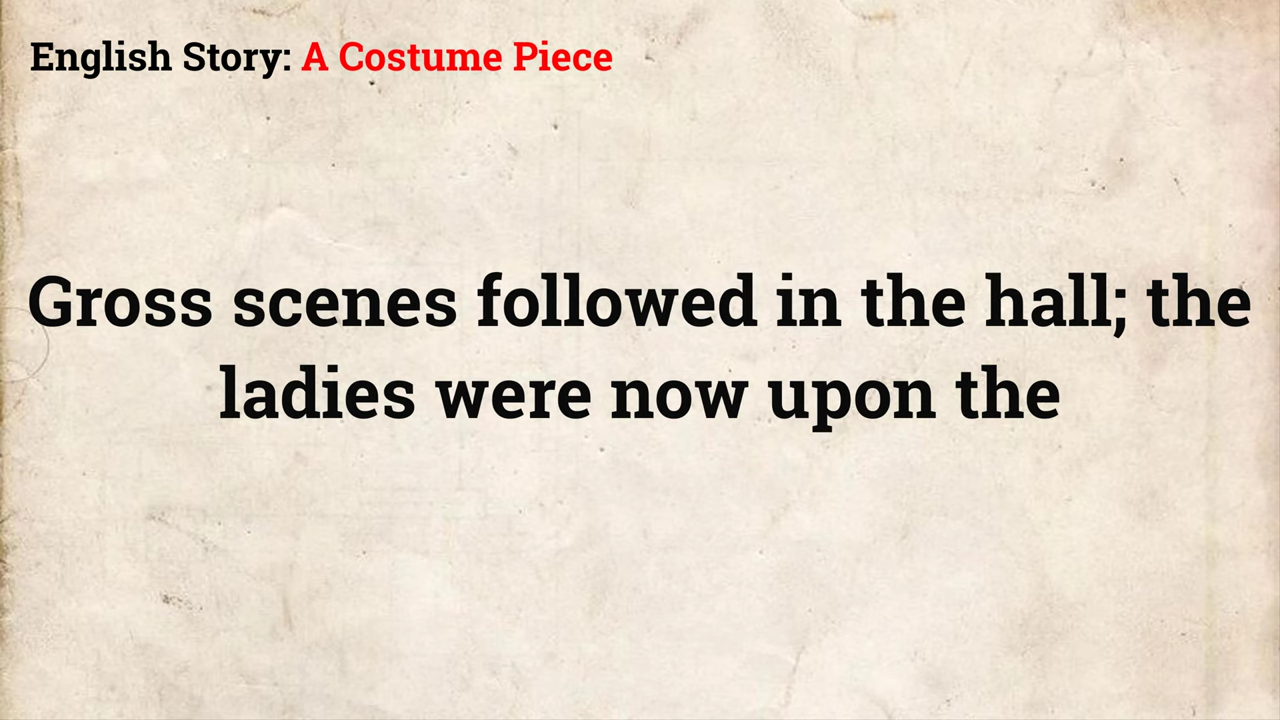 English Story: A Costume Piece
Gross scenes followed in the hall; the
ladies were now upon the